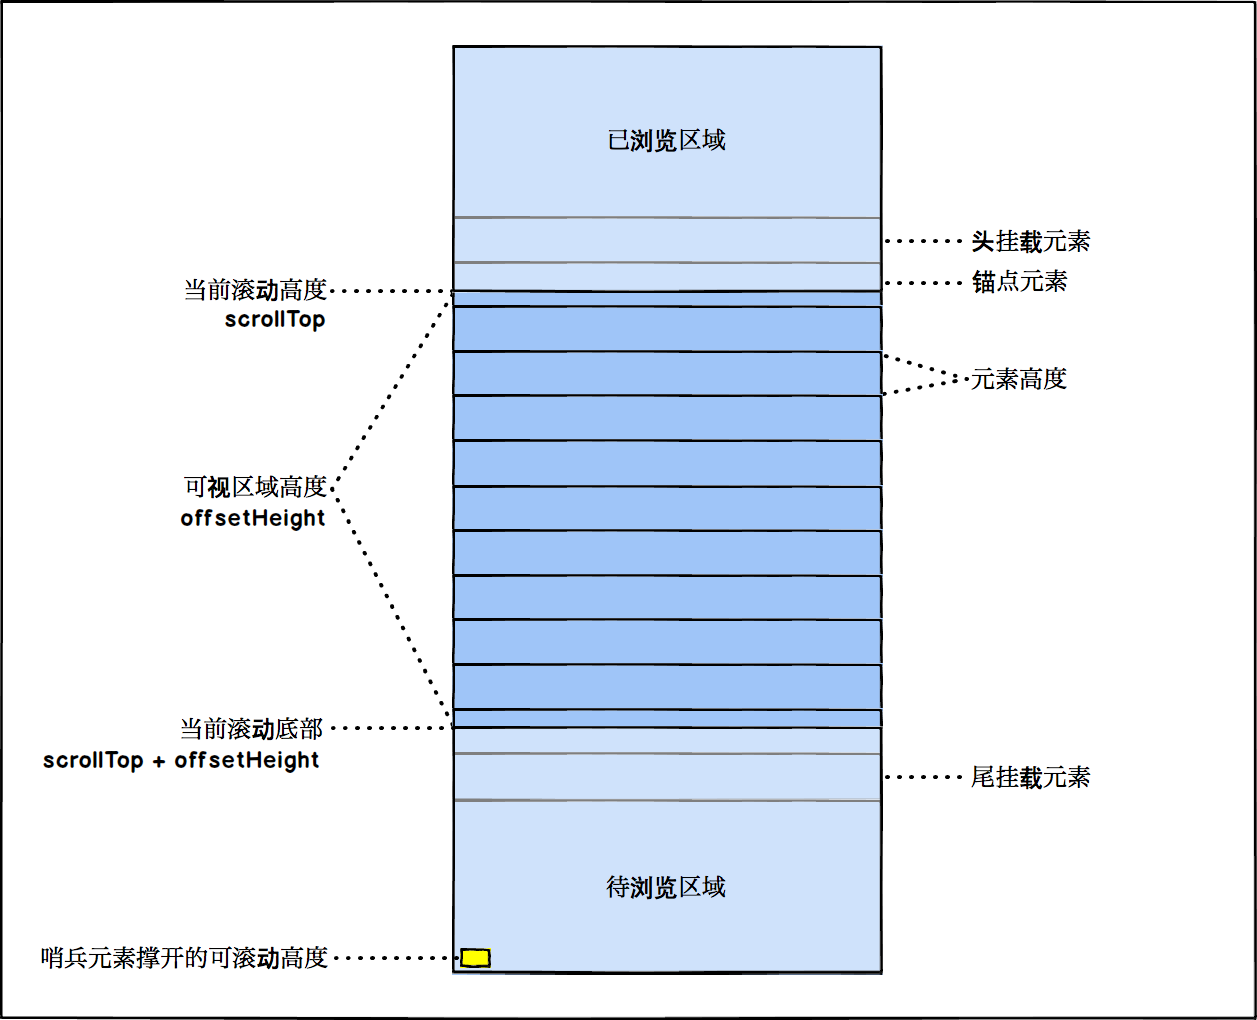 已浏览区域
头挂载元素
锚点元素
当前滚动高度
scrollTop
元素高度
可视区域高度
offsetHeight
当前滚动底部
scrollTop + offsetHeight
尾挂载元素
待浏览区域
哨兵元素撑开的可滚动高度